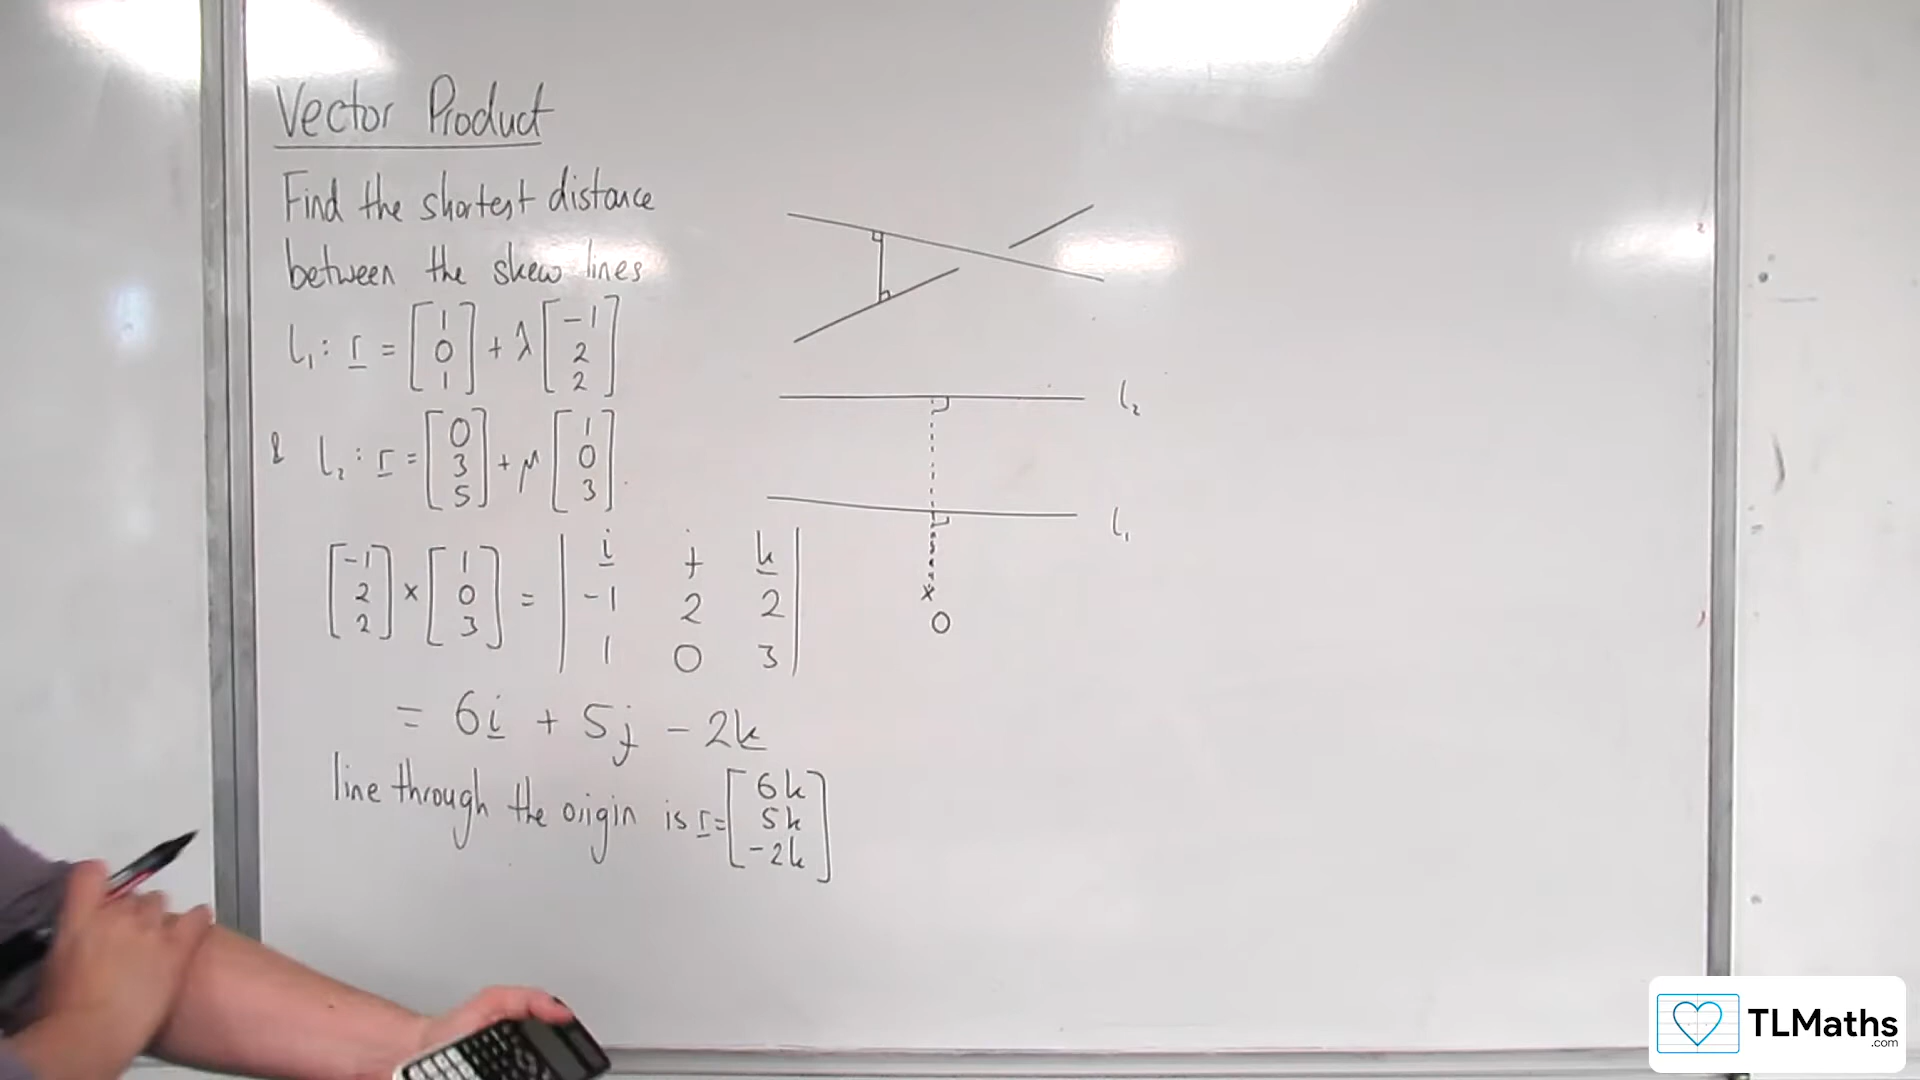 Vector Product
Find the shortest distance
between the skew lines
l₁: r = [1 0 1] + λ [-1 2 2]
& l₂: r = [0 3 5] + μ [1 0 3].
[-1 2 2] × [1 0 3] = | i j k |
| -1 2 2 |
| 1 0 3 |
= 6i + 5j - 2k
line through the origin is r = [6k 5k -2k]
l₂
l₁
O
TLMaths
.com